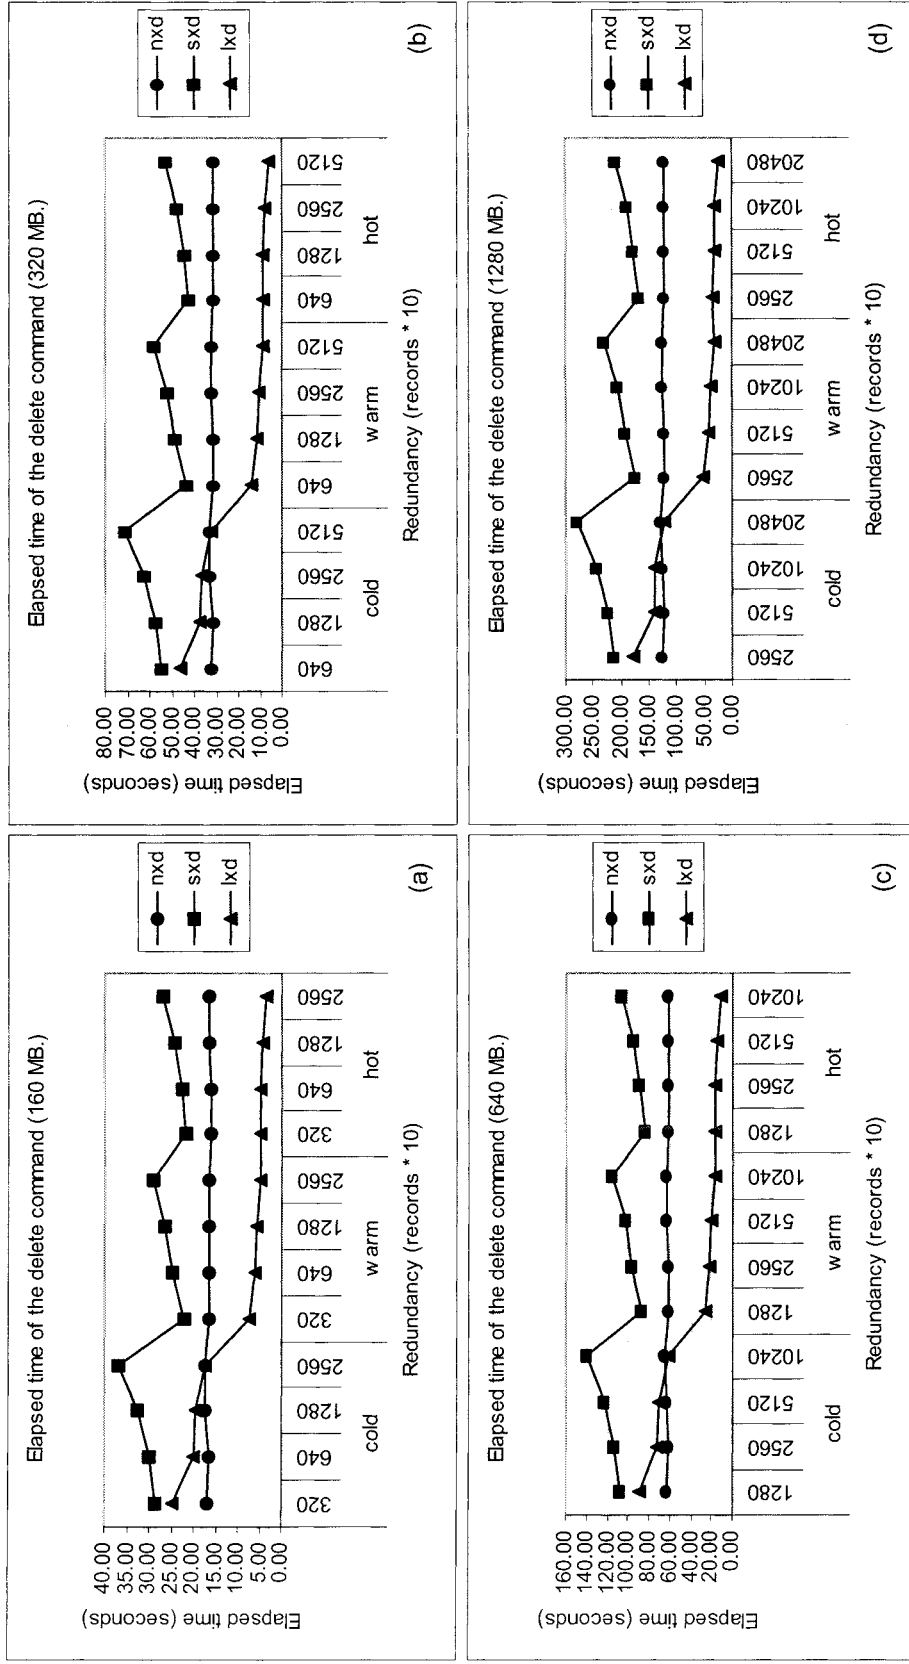 Elapsed time of the delete command (160 MB.)
Elapsed time (seconds)
40.00
35.00
30.00
25.00
20.00
15.00
10.00
5.00
0.00
320 640 1280 2560 320 640 1280 2560 320 640 1280 2560
cold warm hot
Redundancy (records * 10)
nxd
sxd
lxd
(a)
Elapsed time of the delete command (320 MB.)
Elapsed time (seconds)
80.00
70.00
60.00
50.00
40.00
30.00
20.00
10.00
0.00
640 1280 2560 5120 640 1280 2560 5120 640 1280 2560 5120
cold warm hot
Redundancy (records * 10)
nxd
sxd
lxd
(b)
Elapsed time of the delete command (640 MB.)
Elapsed time (seconds)
160.00
140.00
120.00
100.00
80.00
60.00
40.00
20.00
0.00
1280 2560 5120 10240 1280 2560 5120 10240 1280 2560 5120 10240
cold warm hot
Redundancy (records * 10)
nxd
sxd
lxd
(c)
Elapsed time of the delete command (1280 MB.)
Elapsed time (seconds)
300.00
250.00
200.00
150.00
100.00
50.00
0.00
2560 5120 10240 20480 2560 5120 10240 20480 2560 5120 10240 20480
cold warm hot
Redundancy (records * 10)
nxd
sxd
lxd
(d)